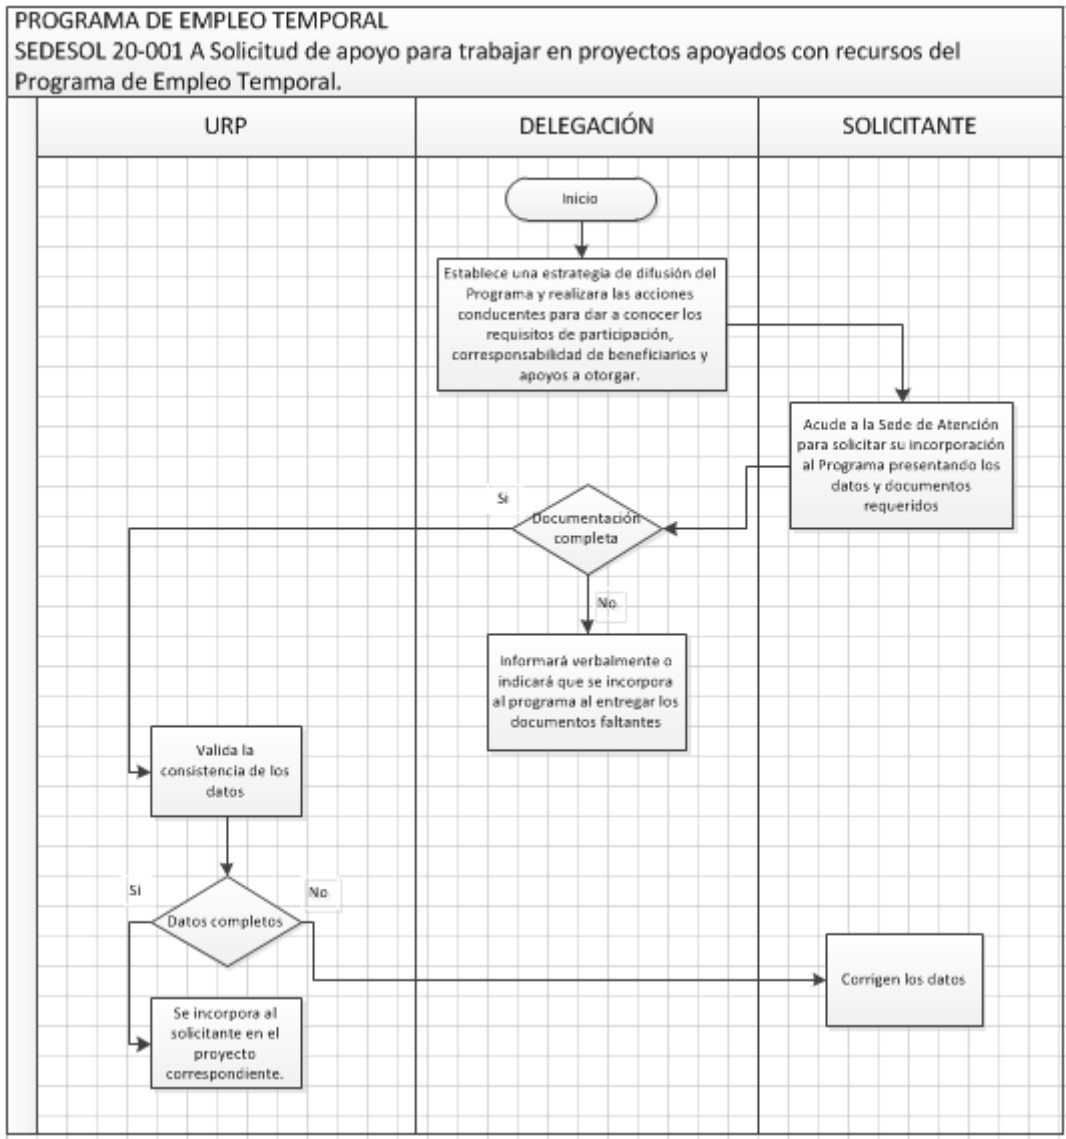 PROGRAMA DE EMPLEO TEMPORAL
SEDESOL 20-001 A Solicitud de apoyo para trabajar en proyectos apoyados con recursos del
Programa de Empleo Temporal.
URP
DELEGACIÓN
SOLICITANTE
Inicio
Establece una estrategia de difusión del
Programa y realizara las acciones
conducentes para dar a conocer los
requisitos de participación,
corresponsabilidad de beneficiarios y
apoyos a otorgar.
Acude a la Sede de Atención
para solicitar su incorporación
al Programa presentando los
datos y documentos
requeridos
Si
Documentación
completa
No
Informará verbalmente o
indicará que se incorpora
al programa al entregar los
documentos faltantes
Valida la
consistencia de los
datos
Si
Datos completos
No
Corrigen los datos
Se incorpora al
solicitante en el
proyecto
correspondiente.